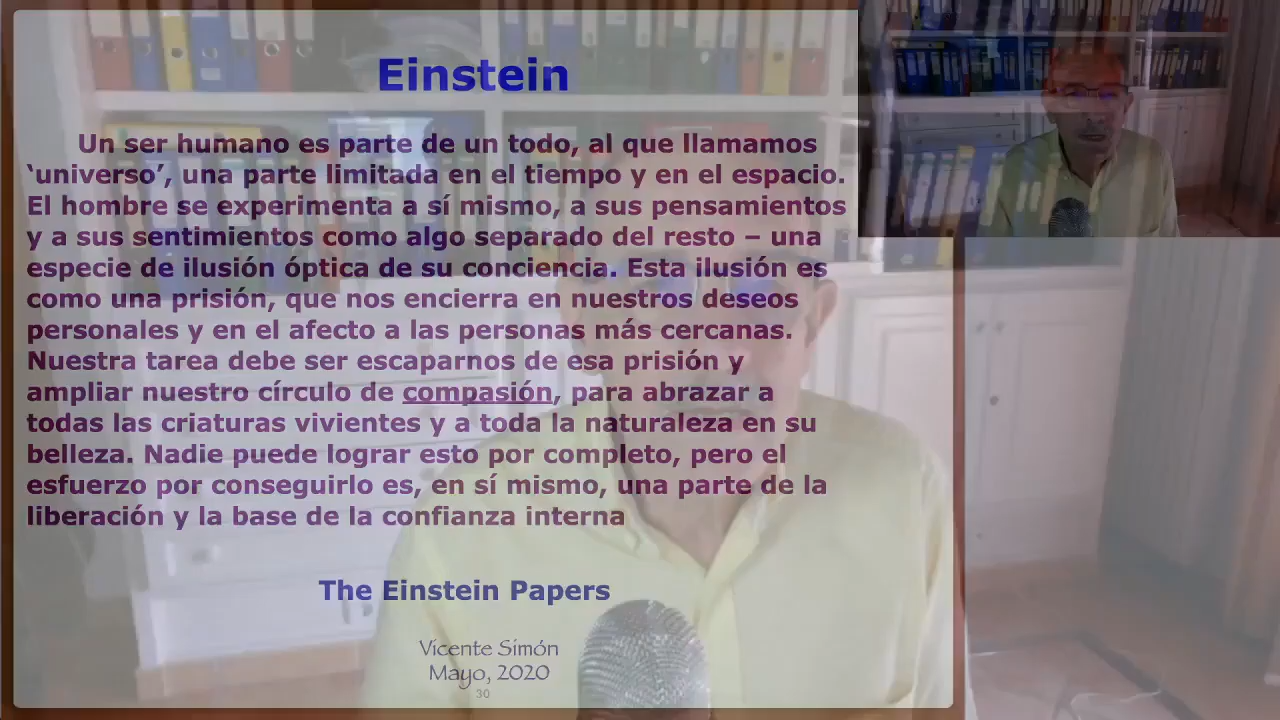 Einstein
Un ser humano es parte de un todo, al que llamamos
‘universo’, una parte limitada en el tiempo y en el espacio.
El hombre se experimenta a sí mismo, a sus pensamientos
y a sus sentimientos como algo separado del resto – una
especie de ilusión óptica de su conciencia. Esta ilusión es
como una prisión, que nos encierra en nuestros deseos
personales y en el afecto a las personas más cercanas.
Nuestra tarea debe ser escaparnos de esa prisión y
ampliar nuestro círculo de compasión, para abrazar a
todas las criaturas vivientes y a toda la naturaleza en su
belleza. Nadie puede lograr esto por completo, pero el
esfuerzo por conseguirlo es, en sí mismo, una parte de la
liberación y la base de la confianza interna
The Einstein Papers
Vicente Simón
Mayo, 2020
30